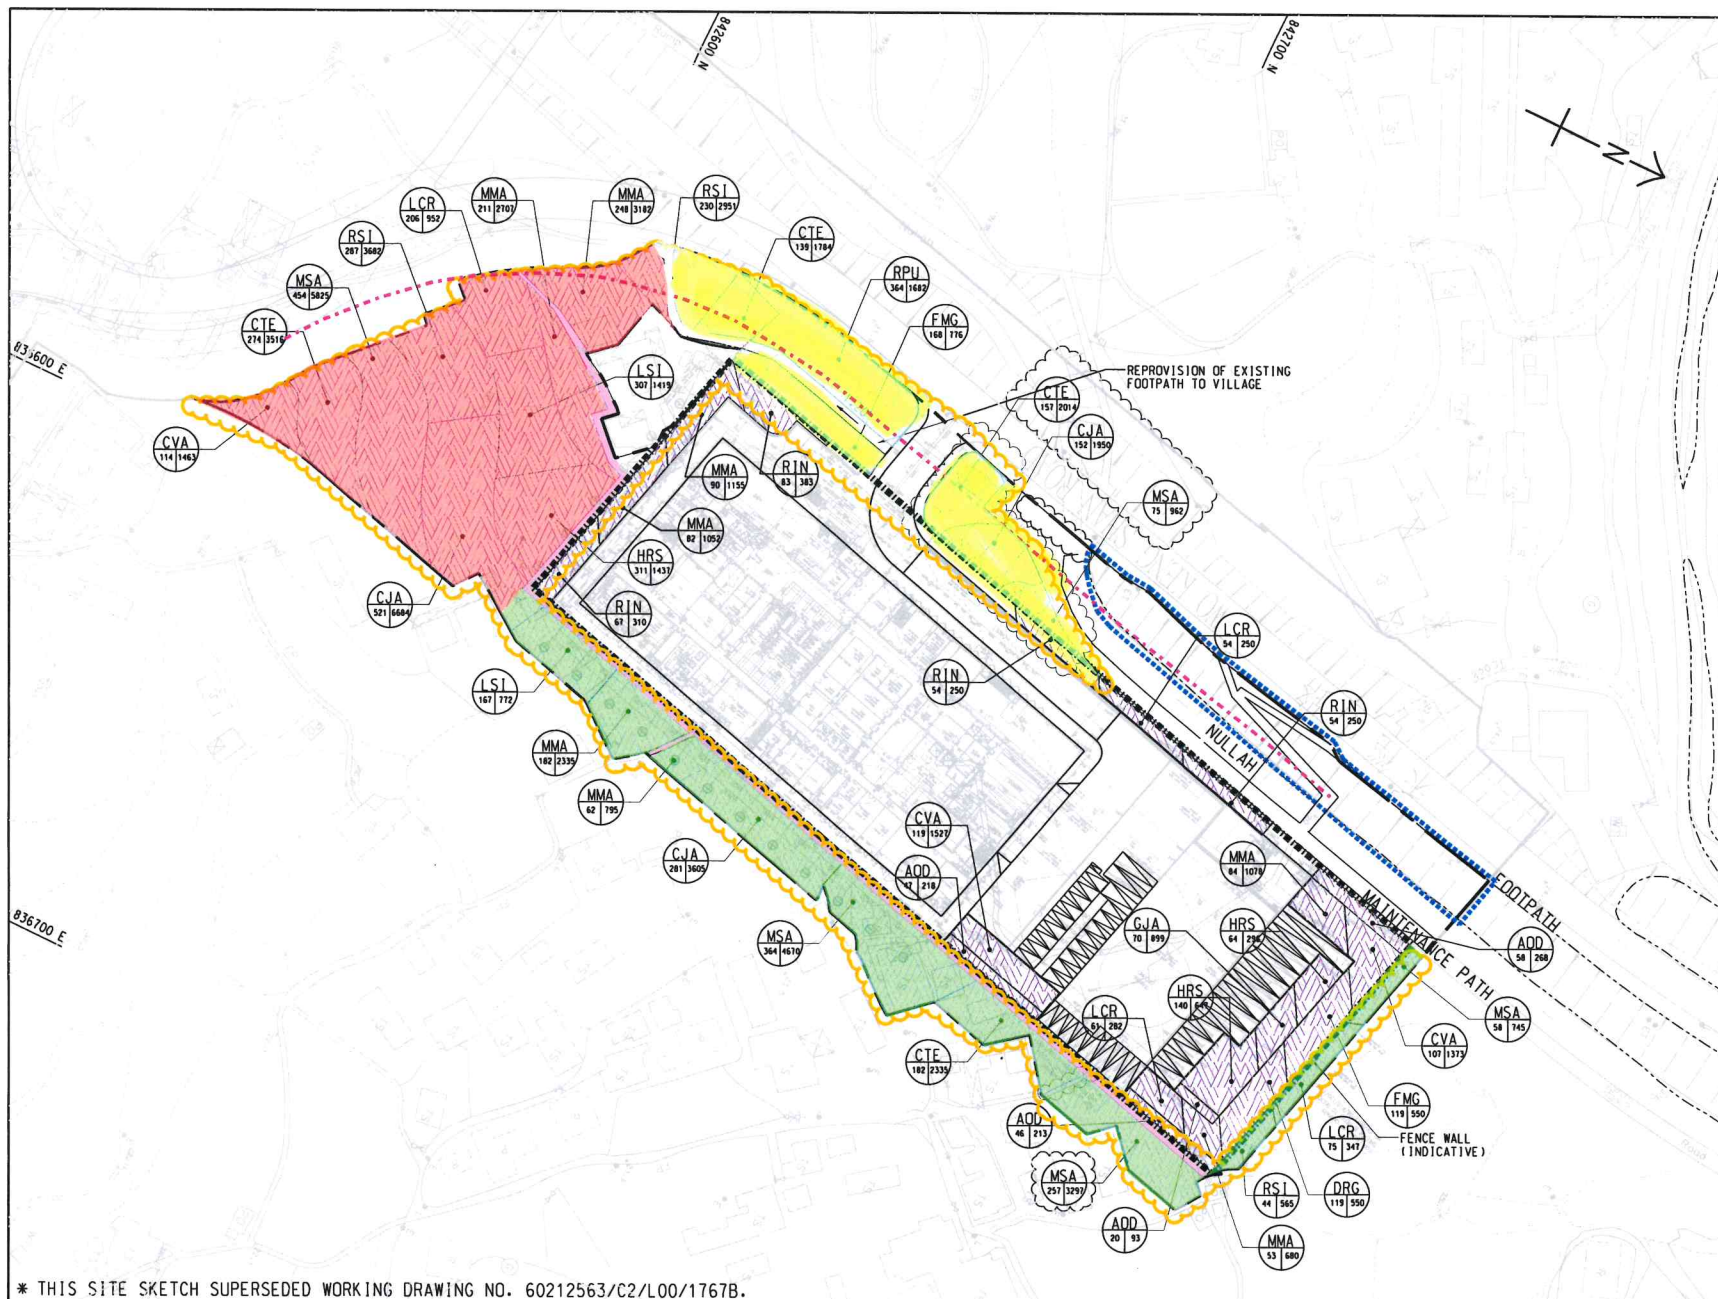 842600 N
842700 N
N
836700 E
RSI
230 2951
MMA
248 3182
MMA
211 2707
LCR
206 952
RSI
287 3682
MSA
454 5825
CTE
274 3516
CVA
114 1463
CTE
139 1784
RPU
364 1682
FMG
168 776
REPROVISION OF EXISTING
FOOTPATH TO VILLAGE
LSI
307 1419
CTE
157 2014
CJA
152 1950
MSA
75 962
MMA
90 1155
RIN
83 383
MMA
82 1052
HRS
311 1437
RIN
67 310
CJA
521 6684
LSI
167 772
MMA
182 2335
MMA
62 795
CJA
281 3605
MSA
364 4670
CTE
182 2335
RIN
54 250
LCR
54 250
RIN
54 250
NULLAH
CVA
119 1527
AOD
47 218
MMA
84 1078
GJA
70 899
HRS
64
HRS
140
LCR
61 282
MAINTENANCE PATH
FOOTPATH
AOD
58 268
MSA
58 745
CVA
107 1373
FMG
119 550
LCR
75 347
FENCE WALL
(INDICATIVE)
AOD
46 213
MSA
257 3297
RSI
44 565
DRG
119 550
AOD
20 93
MMA
53 680
* THIS SITE SKETCH SUPERSEDED WORKING DRAWING NO. 60212563/C2/L00/1767B.